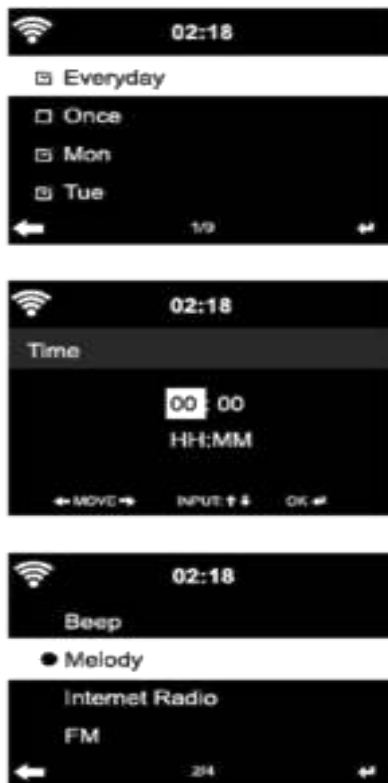 02:18
Everyday
Once
Mon
Tue
1/9
02:18
Time
00 : 00
HH:MM
MOVE INPUT: OK
02:18
Beep
Melody
Internet Radio
FM
2/4